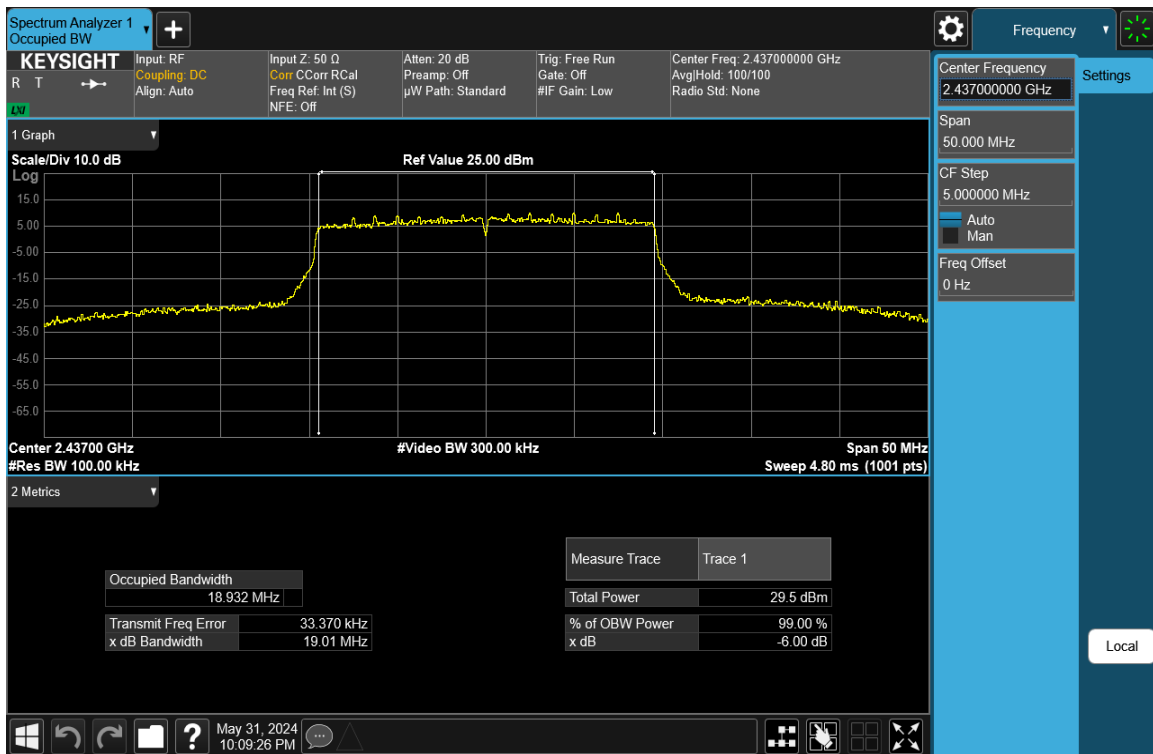 Spectrum Analyzer 1
Occupied BW
Frequency
KEYSIGHT
R T
LXI
Input: RF
Coupling: DC
Align: Auto
Input Z: 50 Ω
Corr CCorr RCal
Freq Ref: Int (S)
NFE: Off
Atten: 20 dB
Preamp: Off
µW Path: Standard
Trig: Free Run
Gate: Off
#IF Gain: Low
Center Freq: 2.437000000 GHz
Avg|Hold: 100/100
Radio Std: None
Center Frequency
2.437000000 GHz
Settings
Span
50.000 MHz
CF Step
5.000000 MHz
Auto
Man
Freq Offset
0 Hz
Local
1 Graph
Scale/Div 10.0 dB
Ref Value 25.00 dBm
Log
15.0
5.00
-5.00
-15.0
-25.0
-35.0
-45.0
-55.0
-65.0
Center 2.43700 GHz
#Video BW 300.00 kHz
Span 50 MHz
#Res BW 100.00 kHz
Sweep 4.80 ms (1001 pts)
2 Metrics
Measure Trace
Trace 1
Occupied Bandwidth
18.932 MHz
Total Power
29.5 dBm
Transmit Freq Error
33.370 kHz
% of OBW Power
99.00 %
x dB Bandwidth
19.01 MHz
x dB
-6.00 dB
May 31, 2024
10:09:26 PM